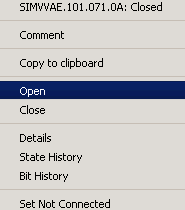 SIMVVAE.101.071.0A: Closed
Comment
Copy to clipboard
Open
Close
Details
State History
Bit History
Set Not Connected